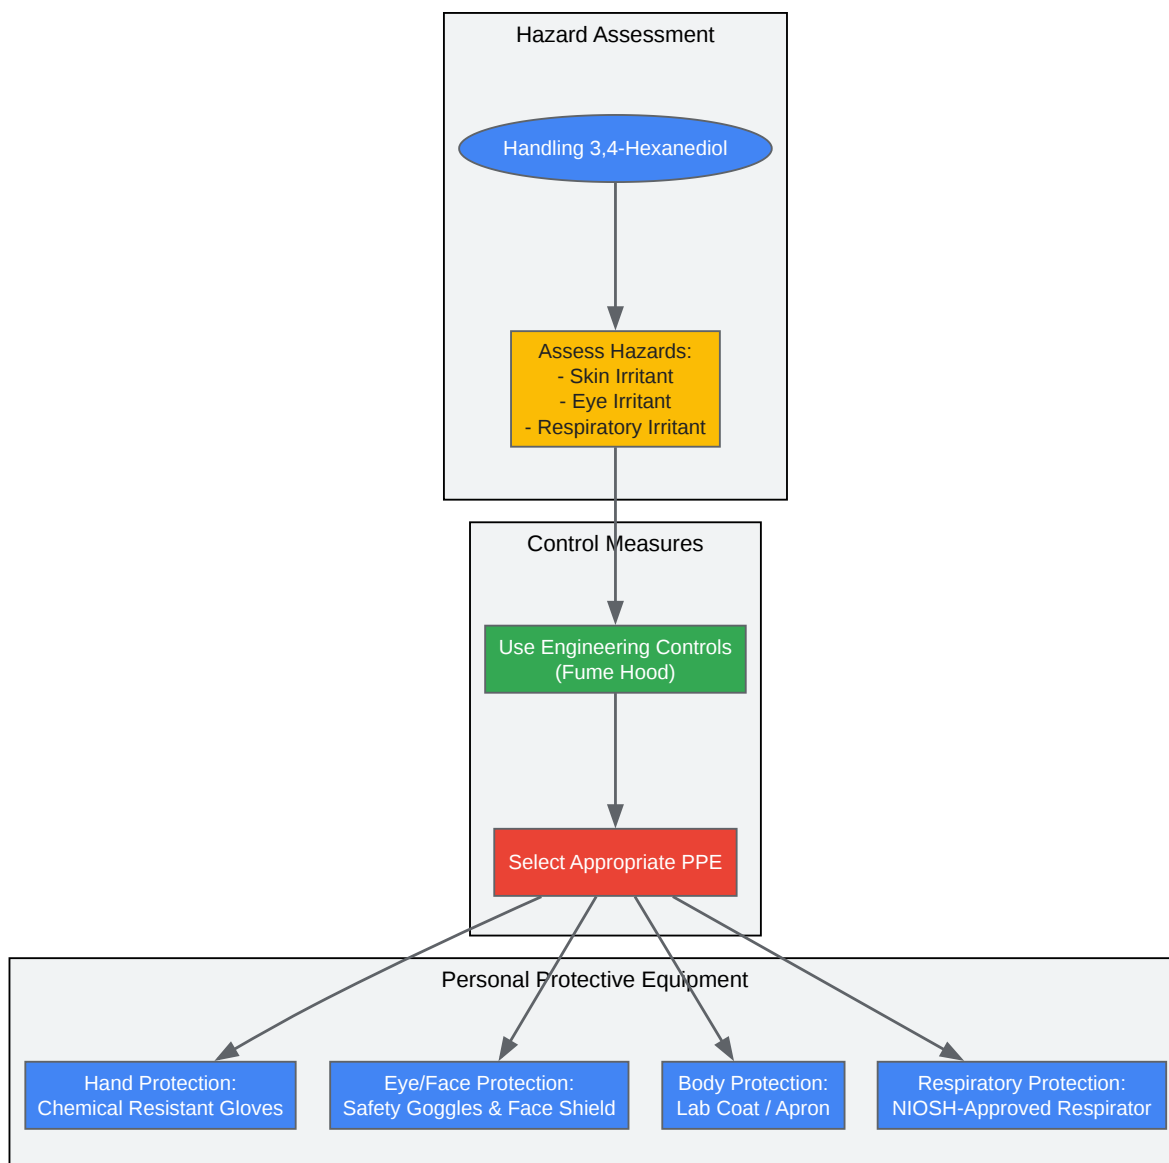 Hazard Assessment
Handling 3,4-Hexanediol
Assess Hazards:
- Skin Irritant
- Eye Irritant
- Respiratory Irritant
Control Measures
Use Engineering Controls
(Fume Hood)
Select Appropriate PPE
Personal Protective Equipment
Hand Protection:
Chemical Resistant Gloves
Eye/Face Protection:
Safety Goggles & Face Shield
Body Protection:
Lab Coat / Apron
Respiratory Protection:
NIOSH-Approved Respirator